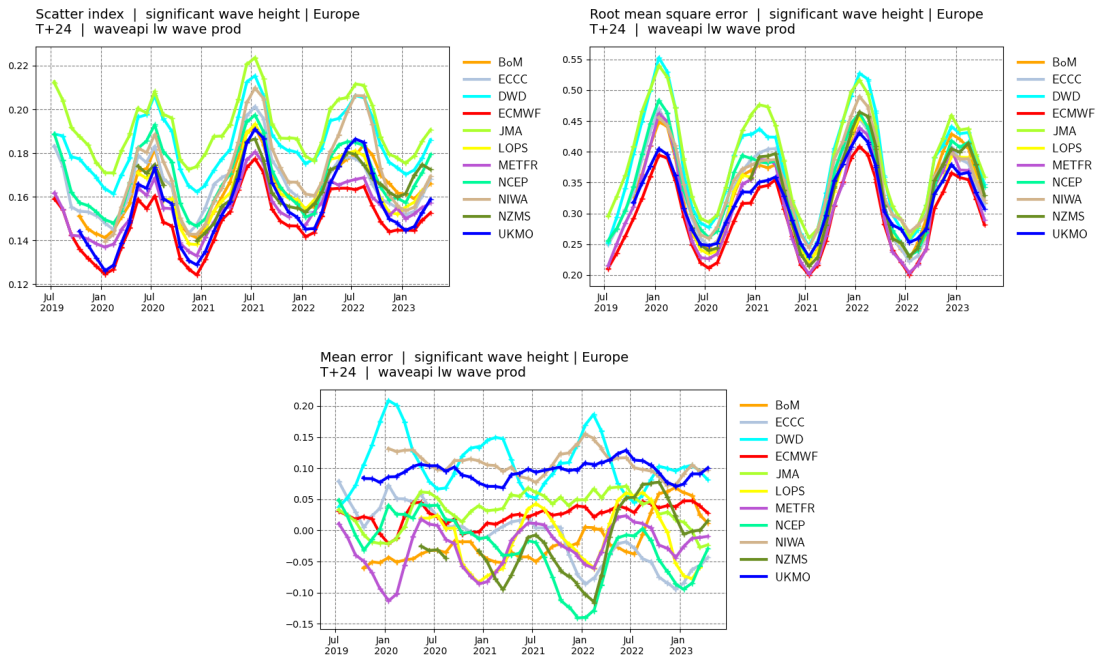 Scatter index | significant wave height | Europe
T+24 | waveapi lw wave prod
0.22
0.20
0.18
0.16
0.14
0.12
Jul 2019
Jan 2020
Jul 2020
Jan 2021
Jul 2021
Jan 2022
Jul 2022
Jan 2023
BoM
ECCC
DWD
ECMWF
JMA
LOPS
METFR
NCEP
NIWA
NZMS
UKMO
Root mean square error | significant wave height | Europe
T+24 | waveapi lw wave prod
0.55
0.50
0.45
0.40
0.35
0.30
0.25
0.20
Jul 2019
Jan 2020
Jul 2020
Jan 2021
Jul 2021
Jan 2022
Jul 2022
Jan 2023
BoM
ECCC
DWD
ECMWF
JMA
LOPS
METFR
NCEP
NIWA
NZMS
UKMO
Mean error | significant wave height | Europe
T+24 | waveapi lw wave prod
0.20
0.15
0.10
0.05
0.00
−0.05
−0.10
−0.15
Jul 2019
Jan 2020
Jul 2020
Jan 2021
Jul 2021
Jan 2022
Jul 2022
Jan 2023
BoM
ECCC
DWD
ECMWF
JMA
LOPS
METFR
NCEP
NIWA
NZMS
UKMO